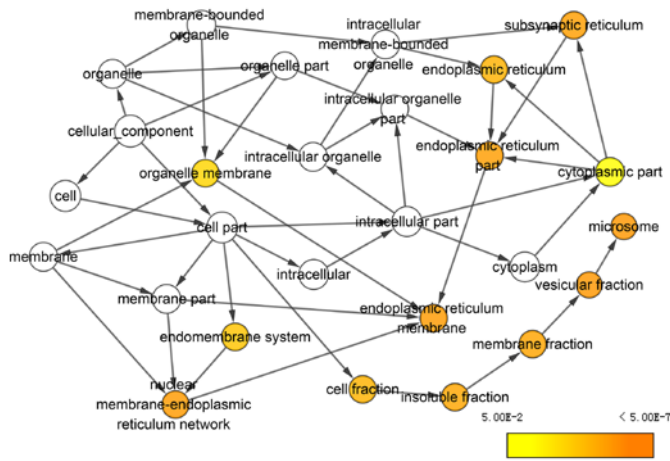 membrane-bounded
organelle
intracellular
membrane-bounded
organelle
subsynaptic reticulum
organelle
organelle part
endoplasmic reticulum
intracellular organelle
part
cellular_component
intracellular organelle
endoplasmic reticulum
part
organelle membrane
cytoplasmic part
cell
cell part
intracellular part
microsome
membrane
intracellular
cytoplasm
vesicular fraction
membrane part
endoplasmic reticulum
membrane
endomembrane system
membrane fraction
nuclear
membrane-endoplasmic
reticulum network
cell fraction
insoluble fraction
5.00E-2
< 5.00E-7